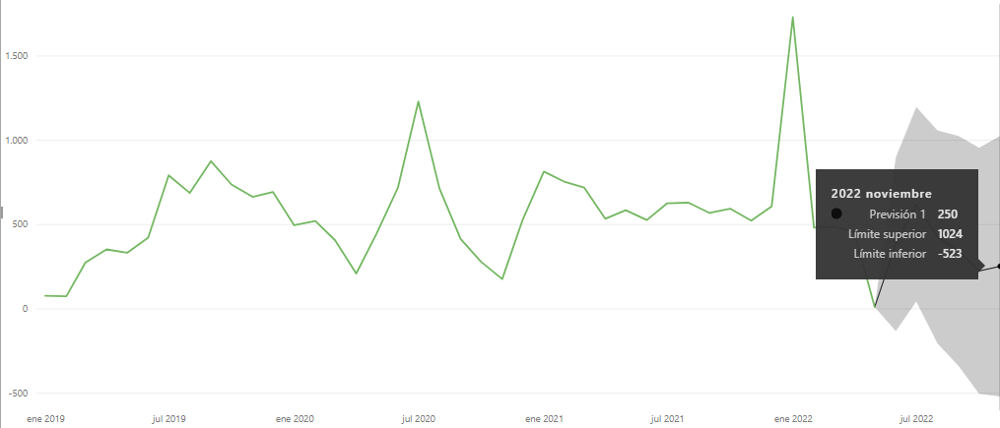 1.500
1.000
500
0
-500
ene 2019
jul 2019
ene 2020
jul 2020
ene 2021
jul 2021
ene 2022
jul 2022
2022 noviembre
Previsión 1 250
Límite superior 1024
Límite inferior -523